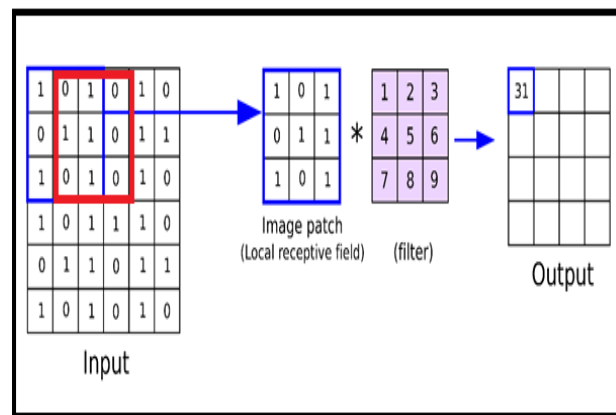 1 0 1 0 1 0
0 1 1 0 1 1
1 0 1 0 1 0
1 0 1 1 1 0
0 1 1 0 1 1
1 0 1 0 1 0
Input
1 0 1
0 1 1
1 0 1
Image patch
(Local receptive field)
*
1 2 3
4 5 6
7 8 9
(filter)
31
Output